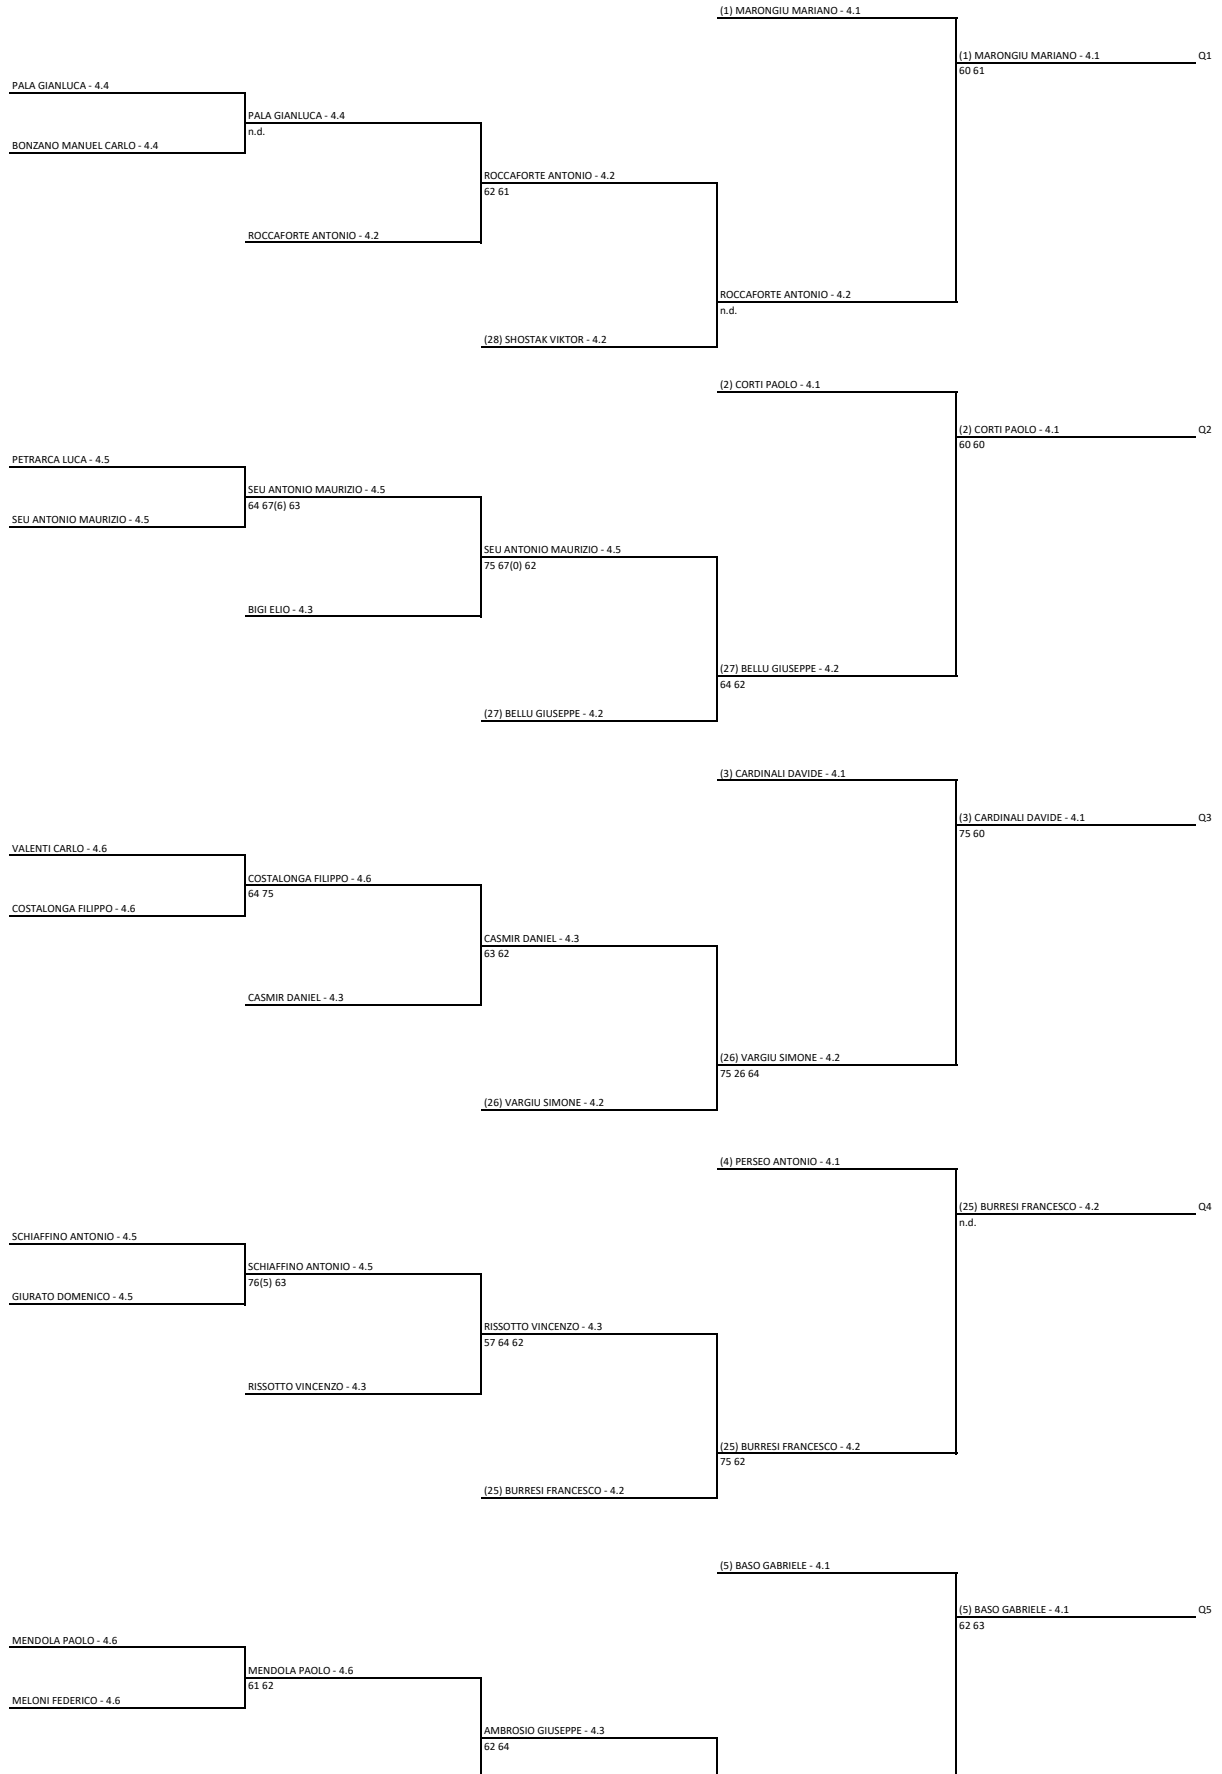 (1) MARONGIU MARIANO - 4.1
(1) MARONGIU MARIANO - 4.1
Q1
60 61
PALA GIANLUCA - 4.4
PALA GIANLUCA - 4.4
n.d.
BONZANO MANUEL CARLO - 4.4
ROCCAFORTE ANTONIO - 4.2
62 61
ROCCAFORTE ANTONIO - 4.2
ROCCAFORTE ANTONIO - 4.2
n.d.
(28) SHOSTAK VIKTOR - 4.2
(2) CORTI PAOLO - 4.1
(2) CORTI PAOLO - 4.1
Q2
60 60
PETRARCA LUCA - 4.5
SEU ANTONIO MAURIZIO - 4.5
64 67(6) 63
SEU ANTONIO MAURIZIO - 4.5
SEU ANTONIO MAURIZIO - 4.5
75 67(0) 62
BIGI ELIO - 4.3
(27) BELLU GIUSEPPE - 4.2
64 62
(27) BELLU GIUSEPPE - 4.2
(3) CARDINALI DAVIDE - 4.1
(3) CARDINALI DAVIDE - 4.1
Q3
75 60
VALENTI CARLO - 4.6
COSTALONGA FILIPPO - 4.6
64 75
COSTALONGA FILIPPO - 4.6
CASMIR DANIEL - 4.3
63 62
CASMIR DANIEL - 4.3
(26) VARGIU SIMONE - 4.2
75 26 64
(26) VARGIU SIMONE - 4.2
(4) PERSEO ANTONIO - 4.1
(25) BURRESI FRANCESCO - 4.2
Q4
n.d.
SCHIAFFINO ANTONIO - 4.5
SCHIAFFINO ANTONIO - 4.5
76(5) 63
GIURATO DOMENICO - 4.5
RISSOTTO VINCENZO - 4.3
57 64 62
RISSOTTO VINCENZO - 4.3
(25) BURRESI FRANCESCO - 4.2
75 62
(25) BURRESI FRANCESCO - 4.2
(5) BASO GABRIELE - 4.1
(5) BASO GABRIELE - 4.1
Q5
62 63
MENDOLA PAOLO - 4.6
MENDOLA PAOLO - 4.6
61 62
MELONI FEDERICO - 4.6
AMBROSIO GIUSEPPE - 4.3
62 64